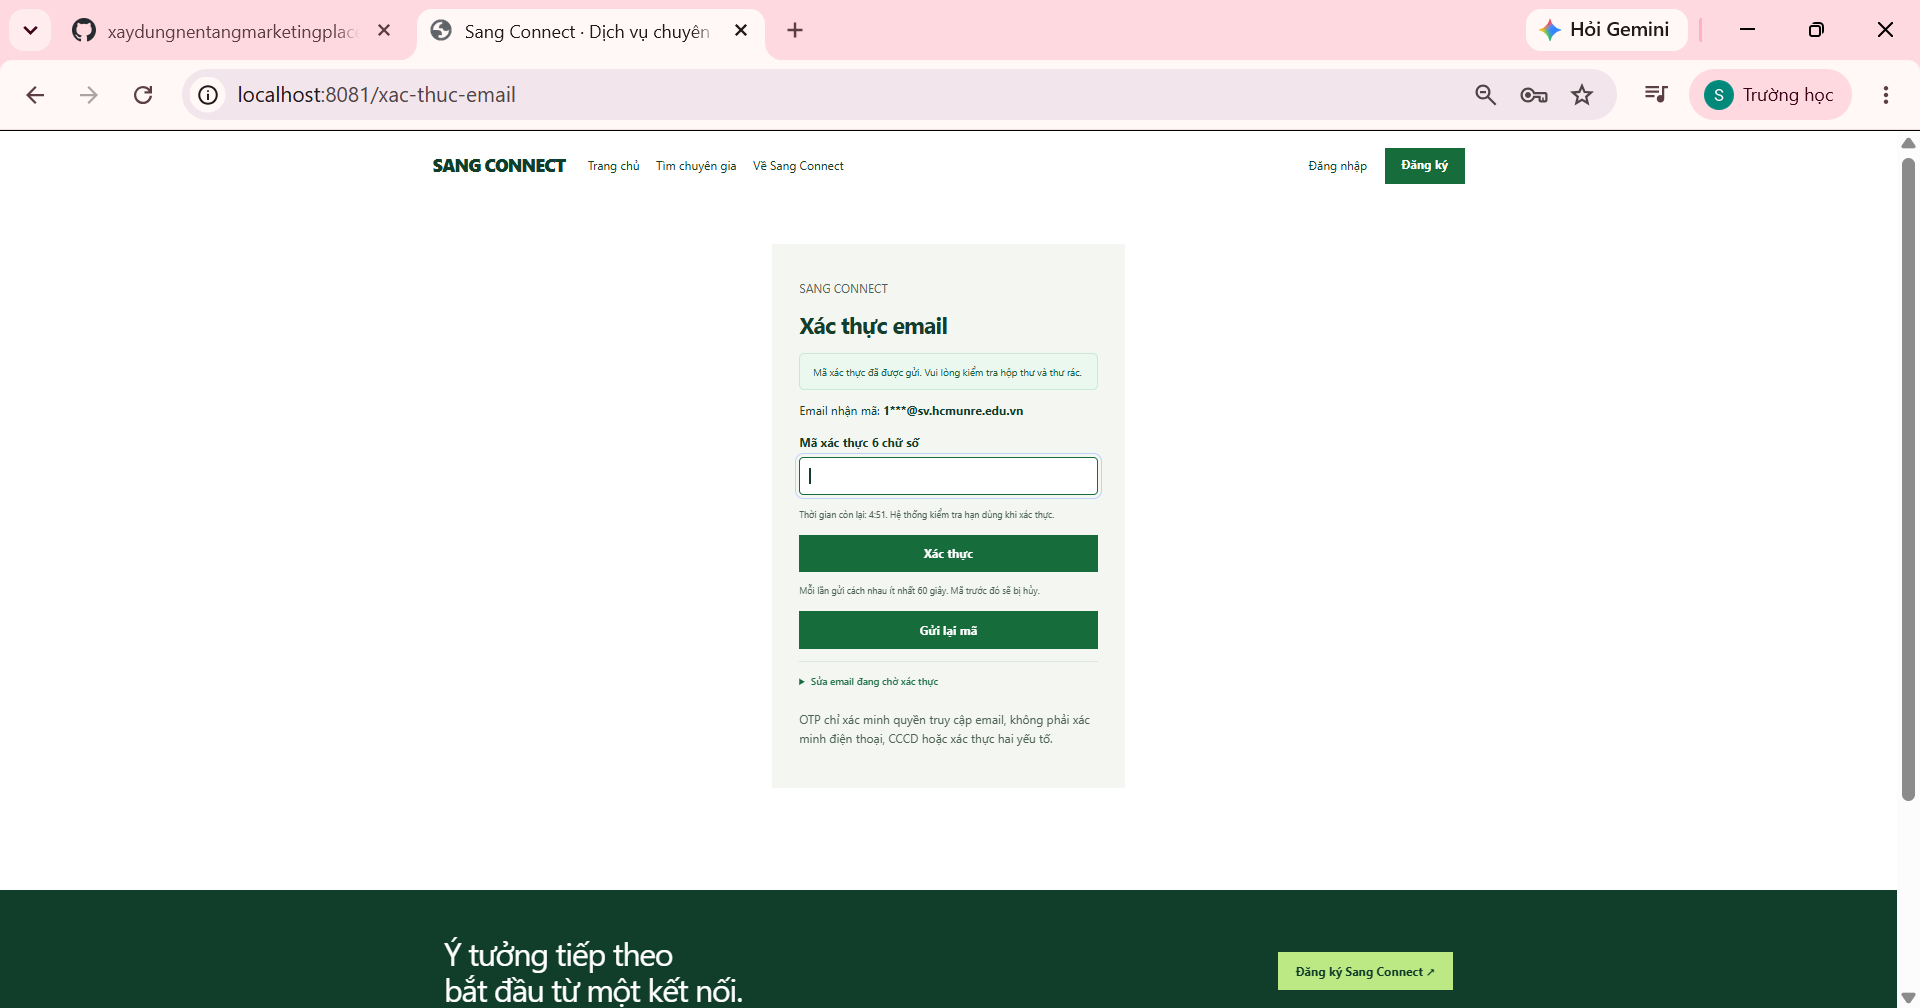 xaydungnentangmarketingplac
Sang Connect · Dịch vụ chuyên
Hỏi Gemini
localhost:8081/xac-thuc-email
S
Trường học
SANG CONNECT
Trang chủ
Tìm chuyên gia
Về Sang Connect
Đăng nhập
Đăng ký
SANG CONNECT
Xác thực email
Mã xác thực đã được gửi. Vui lòng kiểm tra hộp thư và thư rác.
Email nhận mã: 1***@sv.hcmunre.edu.vn
Mã xác thực 6 chữ số
Thời gian còn lại: 4:51. Hệ thống kiểm tra hạn dùng khi xác thực.
Xác thực
Mỗi lần gửi cách nhau ít nhất 60 giây. Mã trước đó sẽ bị hủy.
Gửi lại mã
Sửa email đang chờ xác thực
OTP chỉ xác minh quyền truy cập email, không phải xác
minh điện thoại, CCCD hoặc xác thực hai yếu tố.
Ý tưởng tiếp theo
bắt đầu từ một kết nối.
Đăng ký Sang Connect ↗